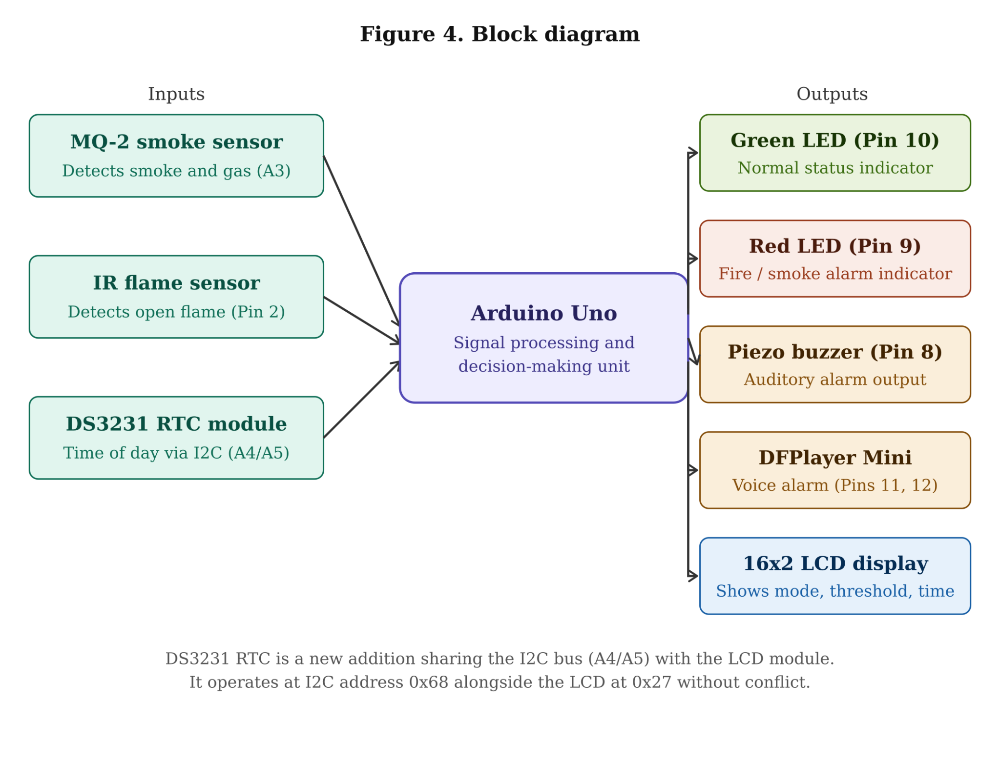 Figure 4. Block diagram
Inputs
Outputs
MQ-2 smoke sensor
Detects smoke and gas (A3)
IR flame sensor
Detects open flame (Pin 2)
DS3231 RTC module
Time of day via I2C (A4/A5)
Arduino Uno
Signal processing and
decision-making unit
Green LED (Pin 10)
Normal status indicator
Red LED (Pin 9)
Fire / smoke alarm indicator
Piezo buzzer (Pin 8)
Auditory alarm output
DFPlayer Mini
Voice alarm (Pins 11, 12)
16x2 LCD display
Shows mode, threshold, time
DS3231 RTC is a new addition sharing the I2C bus (A4/A5) with the LCD module.
It operates at I2C address 0x68 alongside the LCD at 0x27 without conflict.